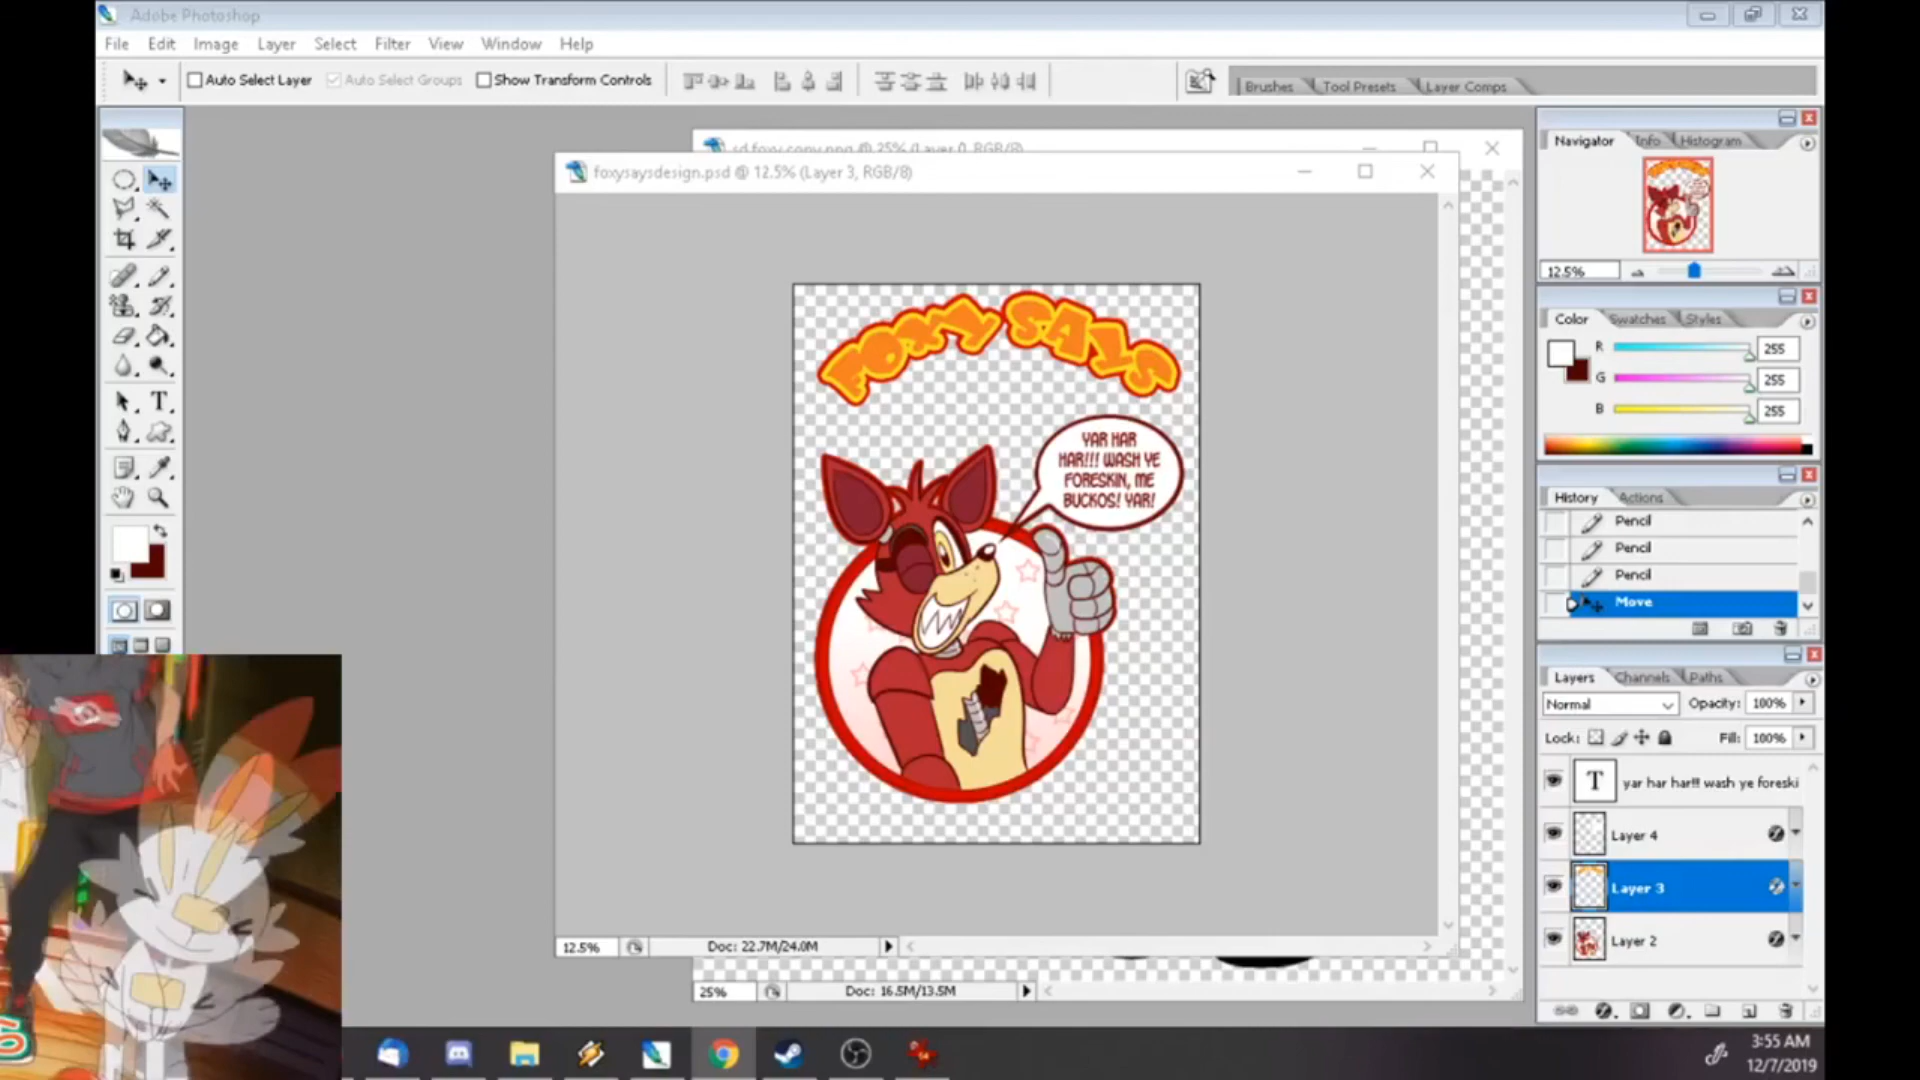 Adobe Photoshop
File Edit Image Layer Select Filter View Window Help
Auto Select Layer Auto Select Groups Show Transform Controls
Brushes Tool Presets Layer Comps
sd foxy copy.png @ 25% (Layer 0, RGB/8)
foxysaysdesign.psd @ 12.5% (Layer 3, RGB/8)
FOXY SAYS
YAR HAR
HAR!!! WASH YE
FORESKIN, ME
BUCKOS! YAR!
12.5% Doc: 22.7M/24.0M
25% Doc: 16.5M/13.5M
Navigator Info Histogram
12.5%
Color Swatches Styles
R 255
G 255
B 255
History Actions
Pencil
Pencil
Pencil
Move
Layers Channels Paths
Normal Opacity: 100%
Lock: Fill: 100%
T yar har har!!! wash ye foreski
Layer 4
Layer 3
Layer 2
3:55 AM
12/7/2019